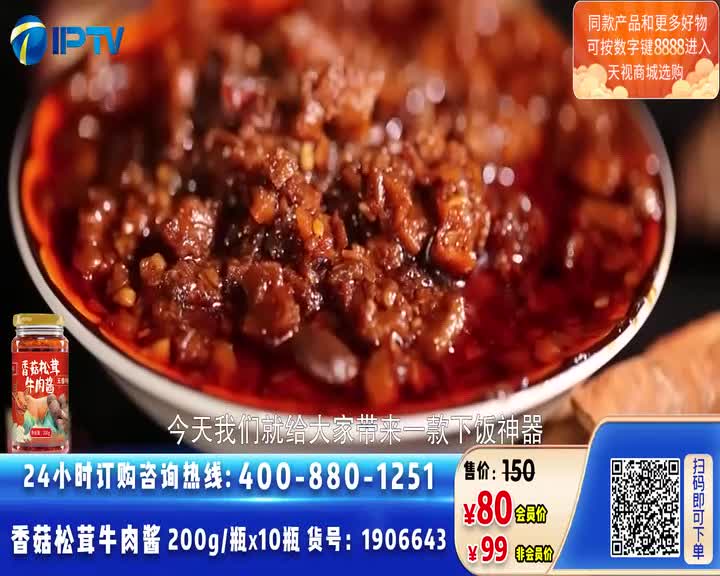 IPTV
同款产品和更多好物
可按数字键8888进入
天视商城选购
香菇松茸
牛肉酱
今天我们就给大家带来一款下饭神器
24小时订购咨询热线:400-880-1251
香菇松茸牛肉酱 200g/瓶x10瓶 货号：1906643
售价：150
¥80会员价
¥99 非会员价
扫码即可下单